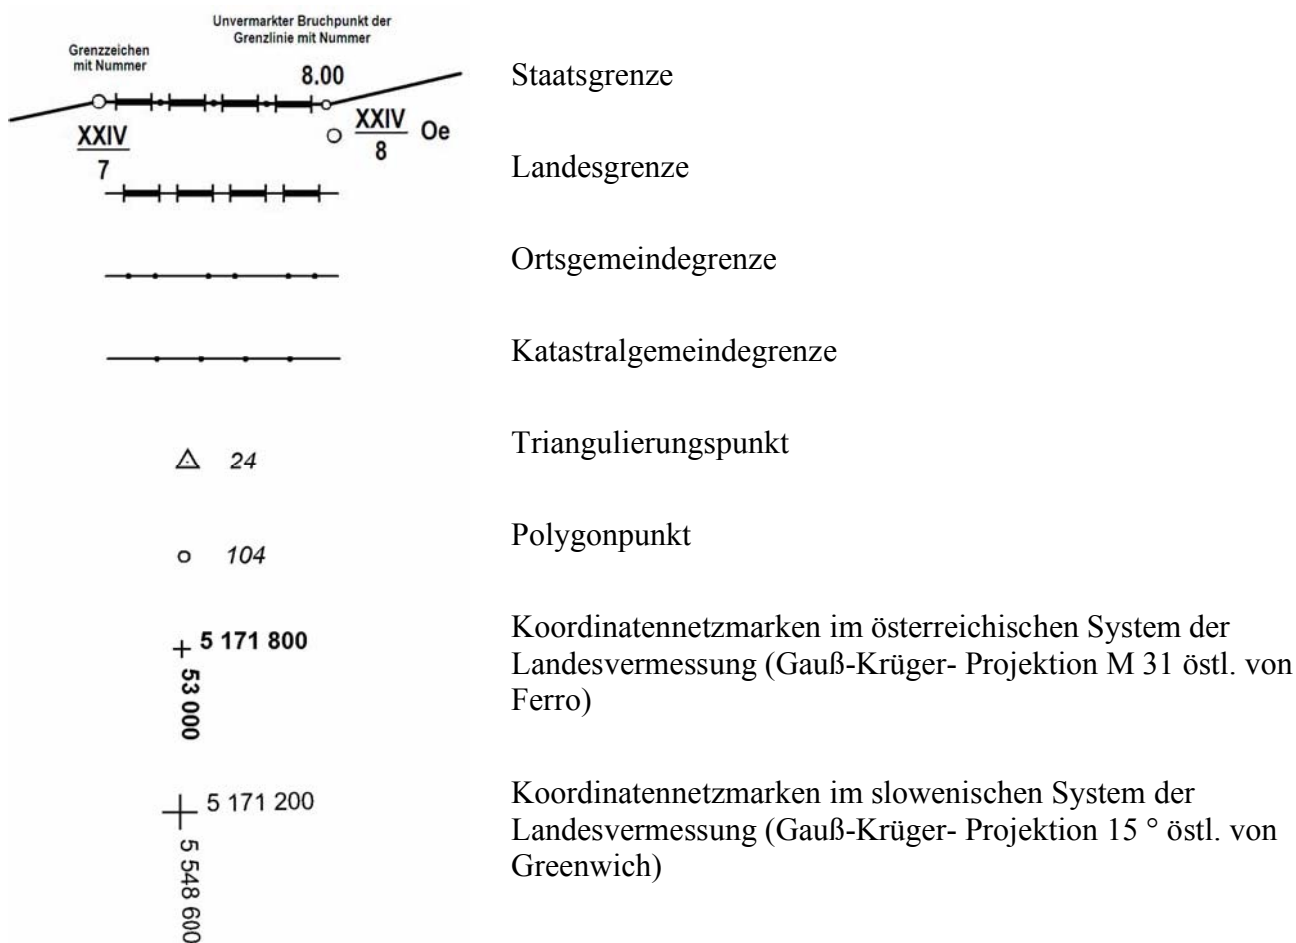 Unvermarkter Bruchpunkt der
Grenzlinie mit Nummer
Grenzzeichen
mit Nummer
8.00
Staatsgrenze
XXIV
7
XXIV
8
Oe
Landesgrenze
Ortsgemeindegrenze
Katastralgemeindegrenze
24
Triangulierungspunkt
104
Polygonpunkt
5 171 800
53 000
Koordinatennetzmarken im österreichischen System der
Landesvermessung (Gauß-Krüger- Projektion M 31 östl. von
Ferro)
5 171 200
5 548 600
Koordinatennetzmarken im slowenischen System der
Landesvermessung (Gauß-Krüger- Projektion 15 ° östl. von
Greenwich)